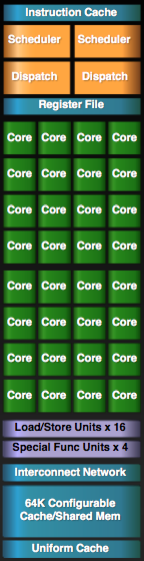 Instruction Cache
Scheduler Scheduler
Dispatch Dispatch
Register File
Core Core Core Core
Core Core Core Core
Core Core Core Core
Core Core Core Core
Core Core Core Core
Core Core Core Core
Core Core Core Core
Core Core Core Core
Load/Store Units x 16
Special Func Units x 4
Interconnect Network
64K Configurable
Cache/Shared Mem
Uniform Cache